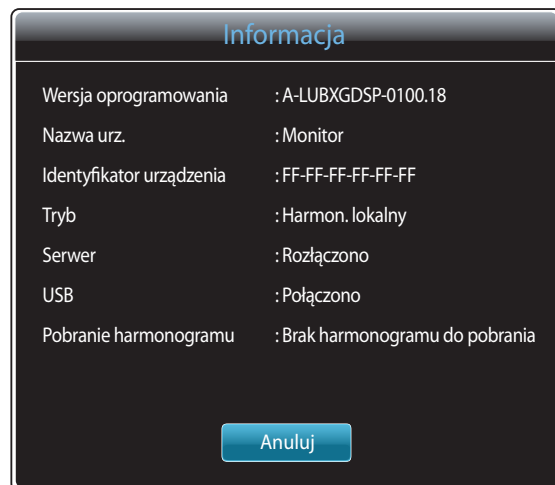 Informacja
Wersja oprogramowania : A-LUBXGDSP-0100.18
Nazwa urz. : Monitor
Identyfikator urządzenia : FF-FF-FF-FF-FF-FF
Tryb : Harmon. lokalny
Serwer : Rozłączono
USB : Połączono
Pobranie harmonogramu : Brak harmonogramu do pobrania
Anuluj